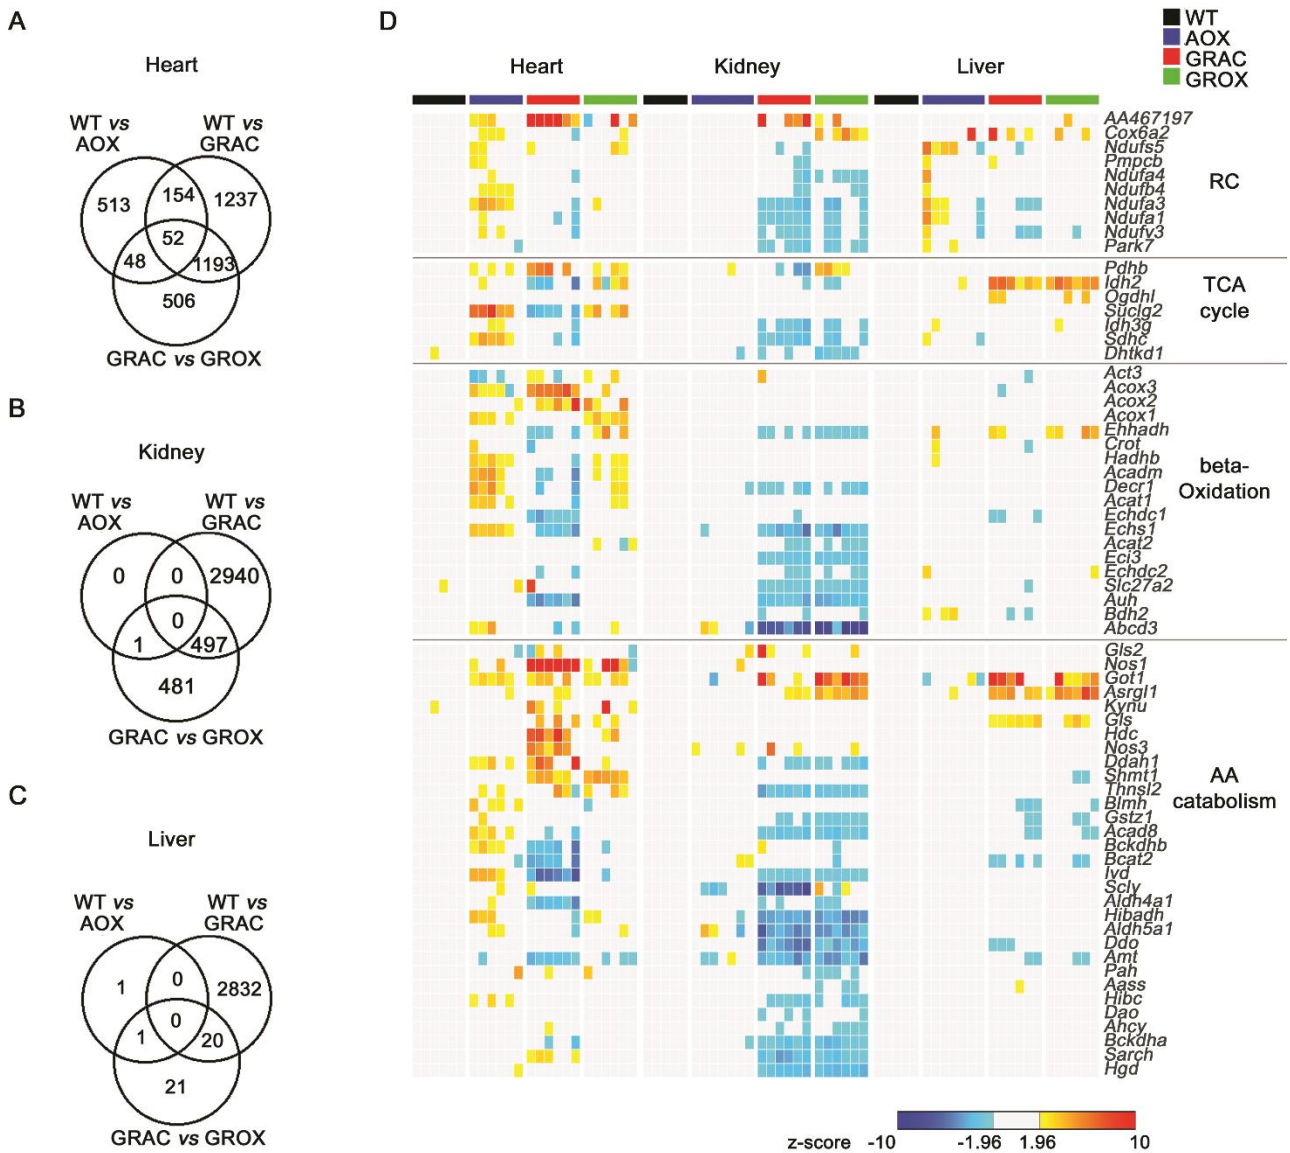 A
Heart
WT vs
AOX
WT vs
GRAC
513
154
1237
52
48
1193
506
GRAC vs GROX
B
Kidney
WT vs
AOX
WT vs
GRAC
0
0
2940
0
1
497
481
GRAC vs GROX
C
Liver
WT vs
AOX
WT vs
GRAC
1
0
2832
0
1
20
21
GRAC vs GROX
D
WT
AOX
GRAC
GROX
Heart
Kidney
Liver
AA467197
Cox6a2
Ndufs5
Pmpcb
Ndufa4
Ndufb4
Ndufa3
Ndufa1
Ndufv3
Park7
RC
Pdhb
Idh2
Ogdhl
Suclg2
Idh3g
Sdhc
Dhtkd1
TCA
cycle
Act3
Acox3
Acox2
Acox1
Ehhadh
Crot
Hadhb
Acadm
Decr1
Acat1
Echdc1
Echs1
Acat2
Eci3
Echdc2
Slc27a2
Auh
Bdh2
Abcd3
beta-
Oxidation
Gls2
Nos1
Got1
Asrgl1
Kynu
Gls
Hdc
Nos3
Ddah1
Shmt1
Thnsl2
Blmh
Gstz1
Acad8
Bckdhb
Bcat2
Ivd
Scly
Aldh4a1
Hibadh
Aldh5a1
Ddo
Amt
Pah
Aass
Hibc
Dao
Ahcy
Bckdha
Sarch
Hgd
AA
catabolism
z-score -10 -1.96 1.96 10